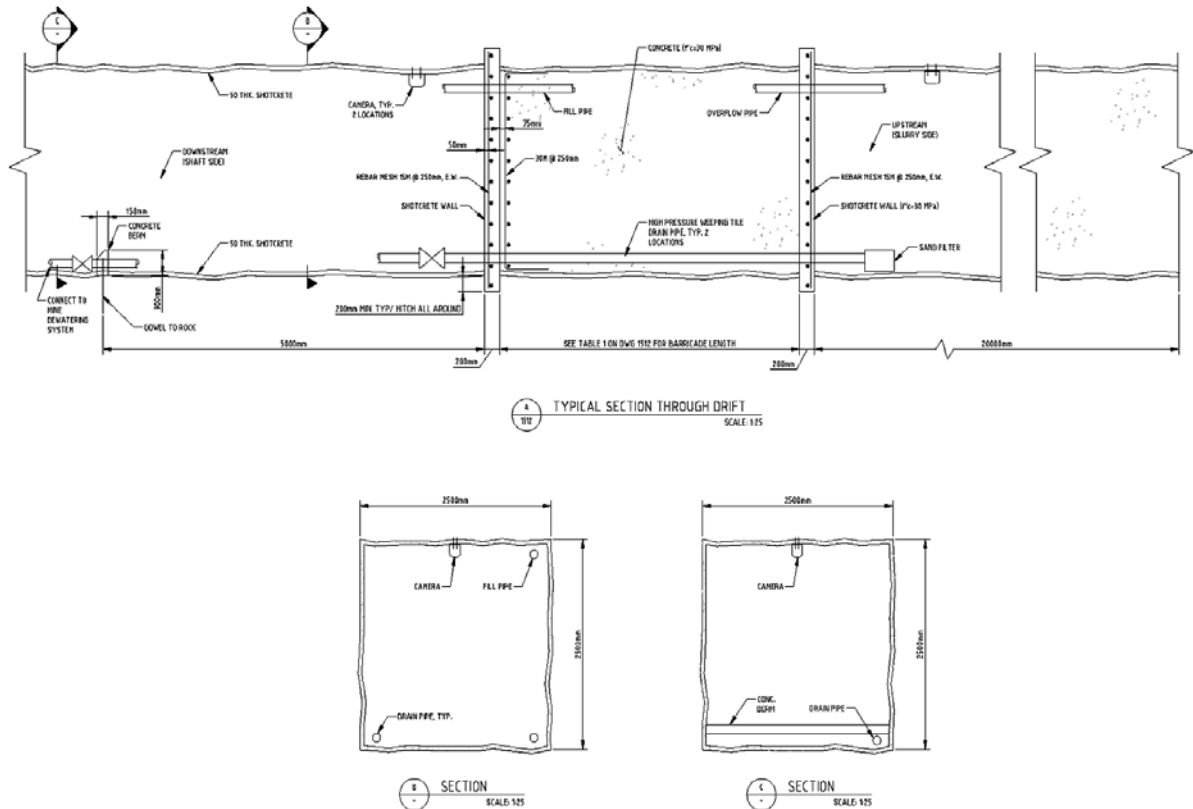 C
-
D
-
CONCRETE (f'c=30 MPa)
50 THK. SHOTCRETE
CAMERA, TYP.
2 LOCATIONS
FILL PIPE
OVERFLOW PIPE
75mm
UPSTREAM
(SLURRY SIDE)
50mm
30M @ 250mm
DOWNSTREAM
(SHAFT SIDE)
REBAR MESH 15M @ 250mm, E.W.
REBAR MESH 15M @ 250mm, E.W.
SHOTCRETE WALL
SHOTCRETE WALL (f'c=30 MPa)
150mm
CONCRETE
BERM
HIGH PRESSURE WEEPING TILE
DRAIN PIPE, TYP. 2
LOCATIONS
50 THK. SHOTCRETE
SAND FILTER
300mm
CONNECT TO
MINE
DEWATERING
SYSTEM
DOWEL TO ROCK
200mm MIN. TYP/ HITCH ALL AROUND
5000mm
SEE TABLE 1 ON DWG 1512 FOR BARRICADE LENGTH
20000mm
200mm
200mm
A
1512
TYPICAL SECTION THROUGH DRIFT
SCALE: 1:25
2500mm
2500mm
CAMERA
FILL PIPE
CAMERA
2500mm
2500mm
DRAIN PIPE, TYP.
CONC.
BERM
DRAIN PIPE
-
SECTION
SCALE: 1:25
C
-
SECTION
SCALE: 1:25